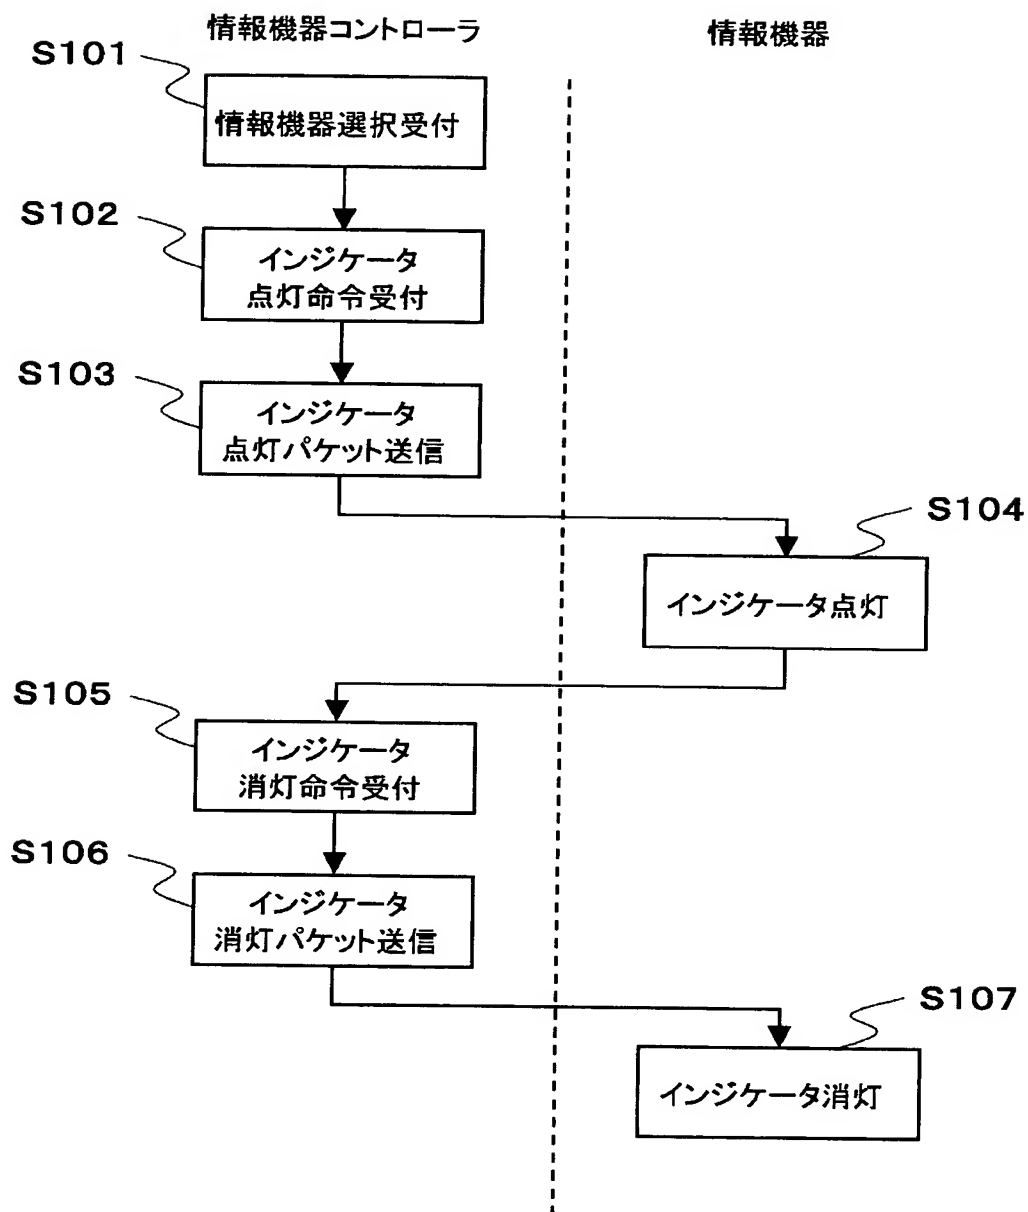 情報機器コントローラ
情報機器
S101
情報機器選択受付
S102
インジケータ
点灯命令受付
S103
インジケータ
点灯パケット送信
S104
インジケータ点灯
S105
インジケータ
消灯命令受付
S106
インジケータ
消灯パケット送信
S107
インジケータ消灯